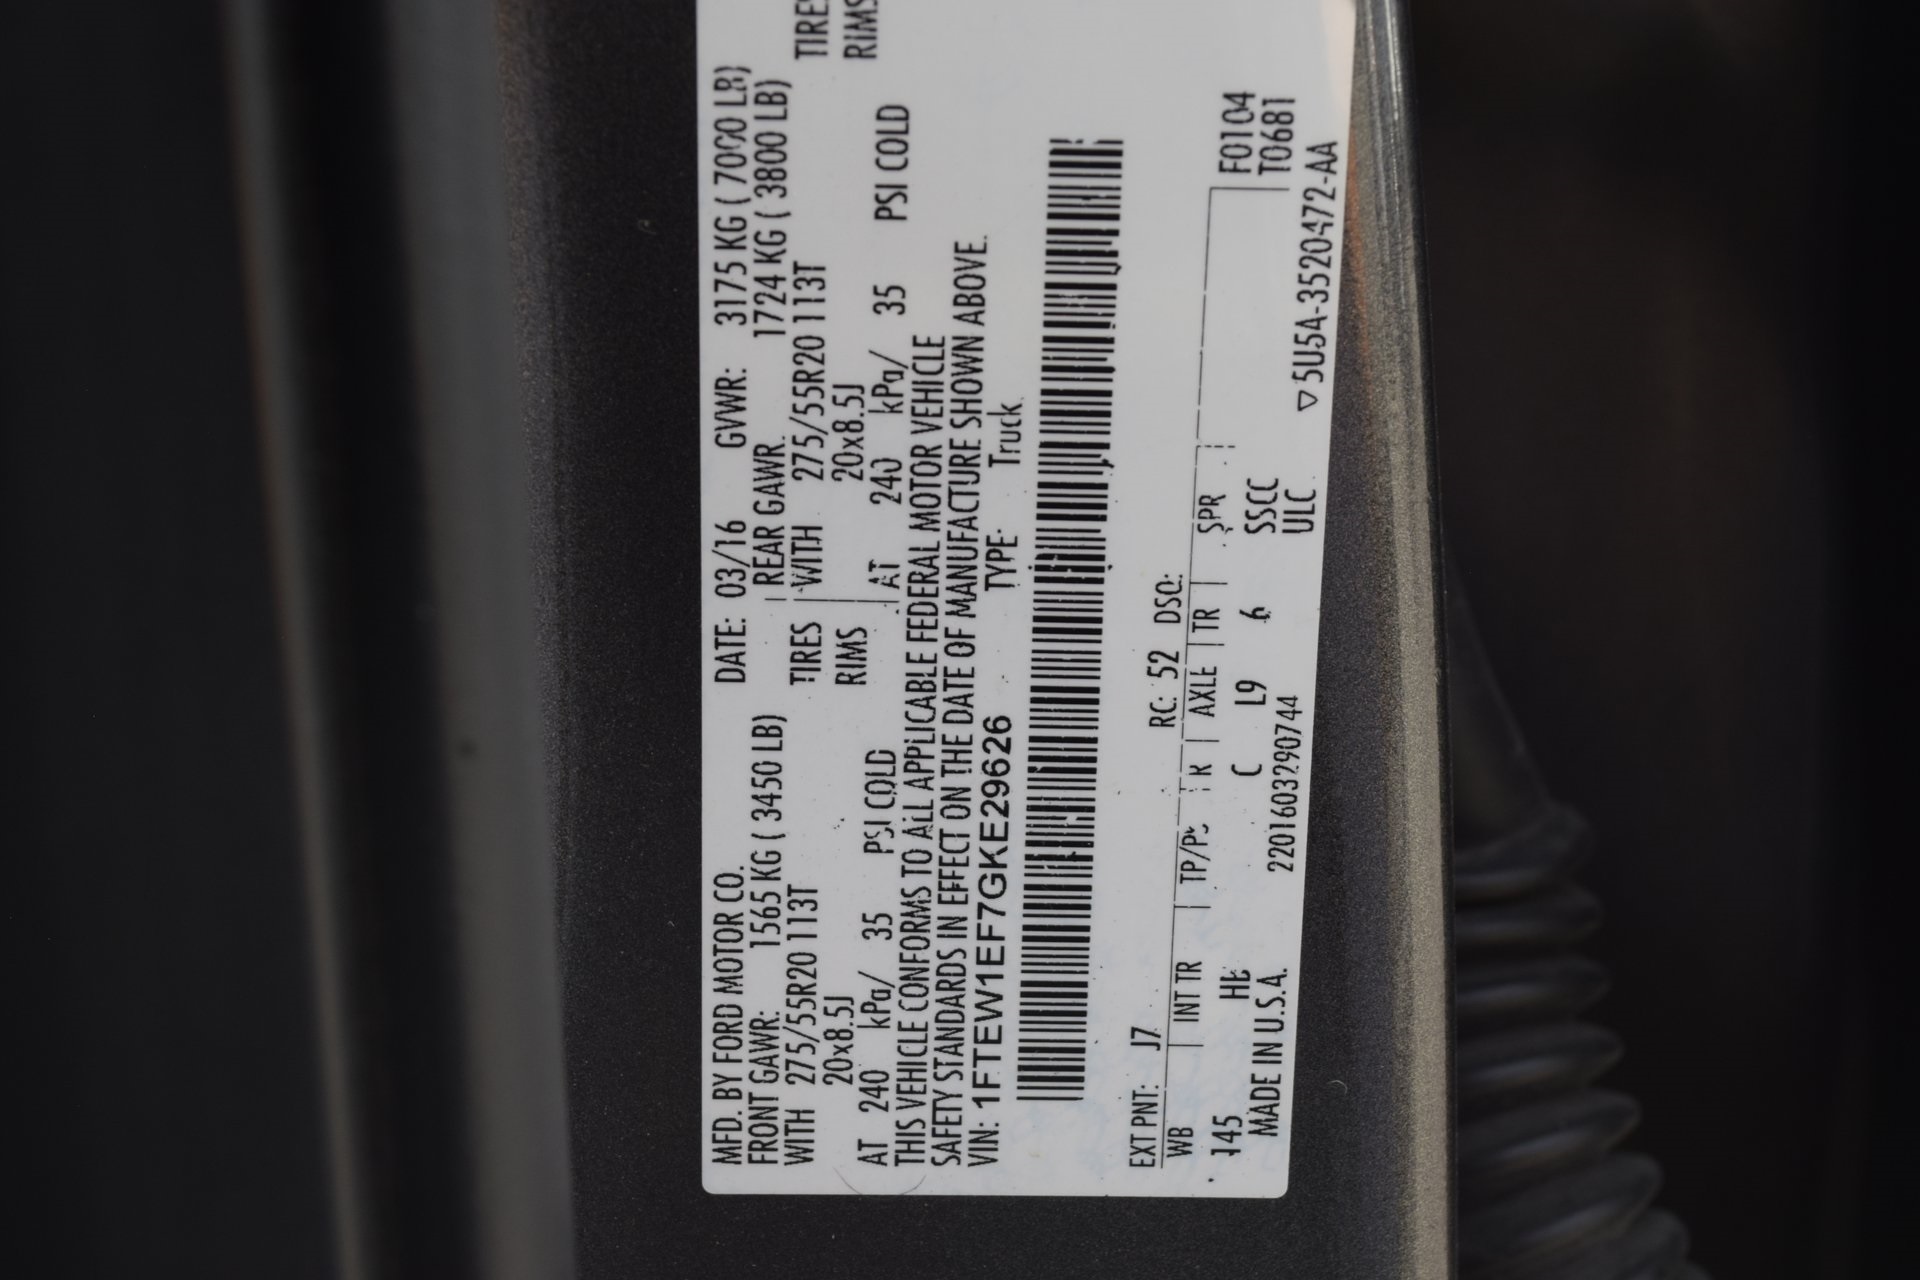 MFD. BY FORD MOTOR CO. DATE: 03/16 GVWR: 3175 KG ( 7000 LB)
FRONT GAWR: 1565 KG ( 3450 LB) REAR GAWR: 1724 KG ( 3800 LB)
WITH 275/55R20 113T TIRES WITH 275/55R20 113T TIRES
20x8.5J RIMS 20x8.5J RIMS
AT 240 kPa/ 35 PSI COLD AT 240 kPa/ 35 PSI COLD
THIS VEHICLE CONFORMS TO ALL APPLICABLE FEDERAL MOTOR VEHICLE
SAFETY STANDARDS IN EFFECT ON THE DATE OF MANUFACTURE SHOWN ABOVE.
VIN: 1FTEW1EF7GKE29626 TYPE: Truck
EXT PNT: J7 RC: 52 DSO:
WB INT TR TP/PS R AXLE TR SPR F0104
145 C L9 6 SSCC T0681
MADE IN U.S.A. 2201603290744 ULC ▽5U5A-3520472-AA